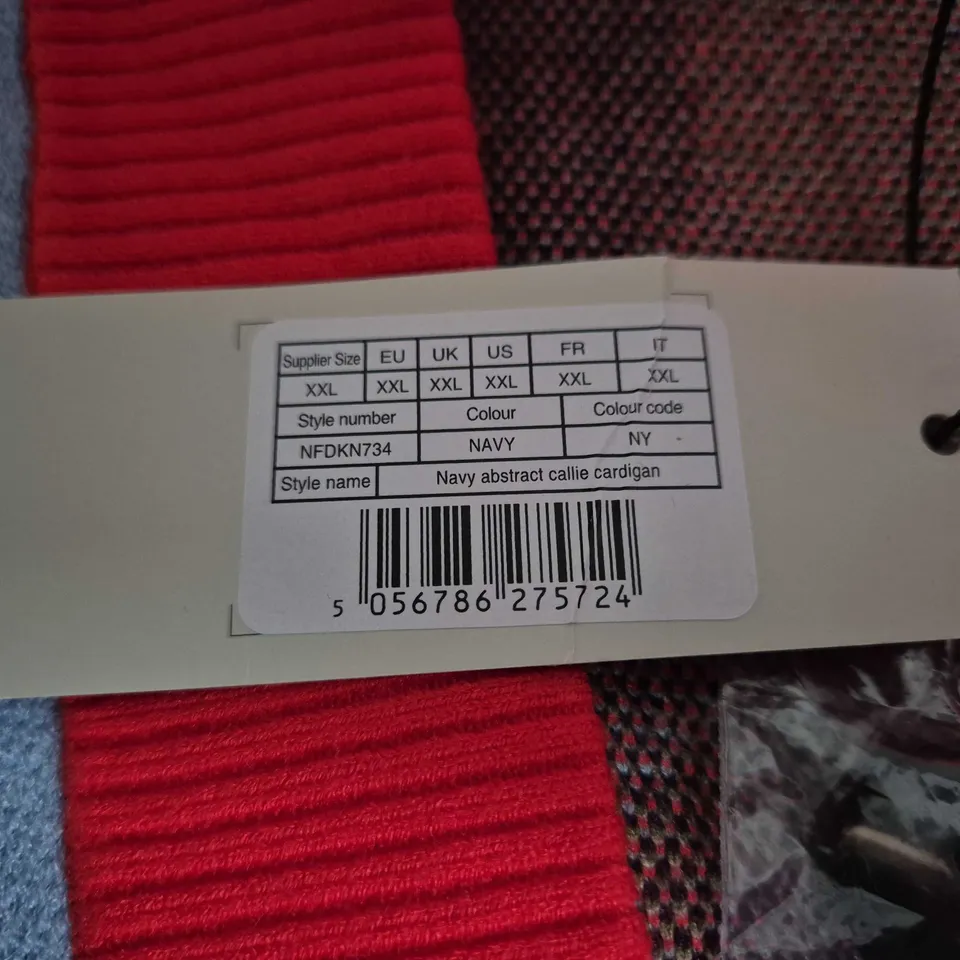 Supplier Size EU UK US FR IT
XXL XXL XXL XXL XXL XXL
Style number Colour Colour code
NFDKN734 NAVY NY -
Style name Navy abstract callie cardigan
5 056786 275724